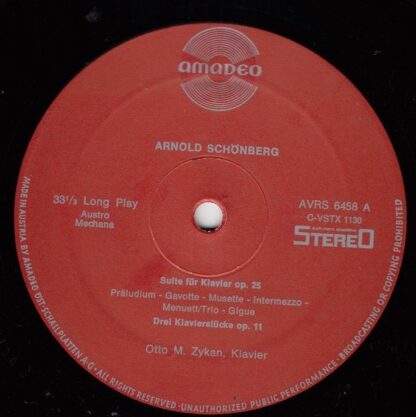 amadeo
ARNOLD SCHÖNBERG
33 1/3 Long Play
Austro
Mechana
AVRS 6458 A
C-VSTX 1130
STEREO
Suite für Klavier op. 25
Präludium - Gavotte - Musette - Intermezzo -
Menuett/Trio - Gigue
Drei Klavierstücke op. 11
Otto M. Zykan, Klavier
MADE IN AUSTRIA BY AMADEO ÖST. SCHALLPLATTEN A·G · ALL RIGHTS RESERVED · UNAUTHORIZED PUBLIC PERFORMANCE · BROADCASTING OR COPYING PROHIBITED